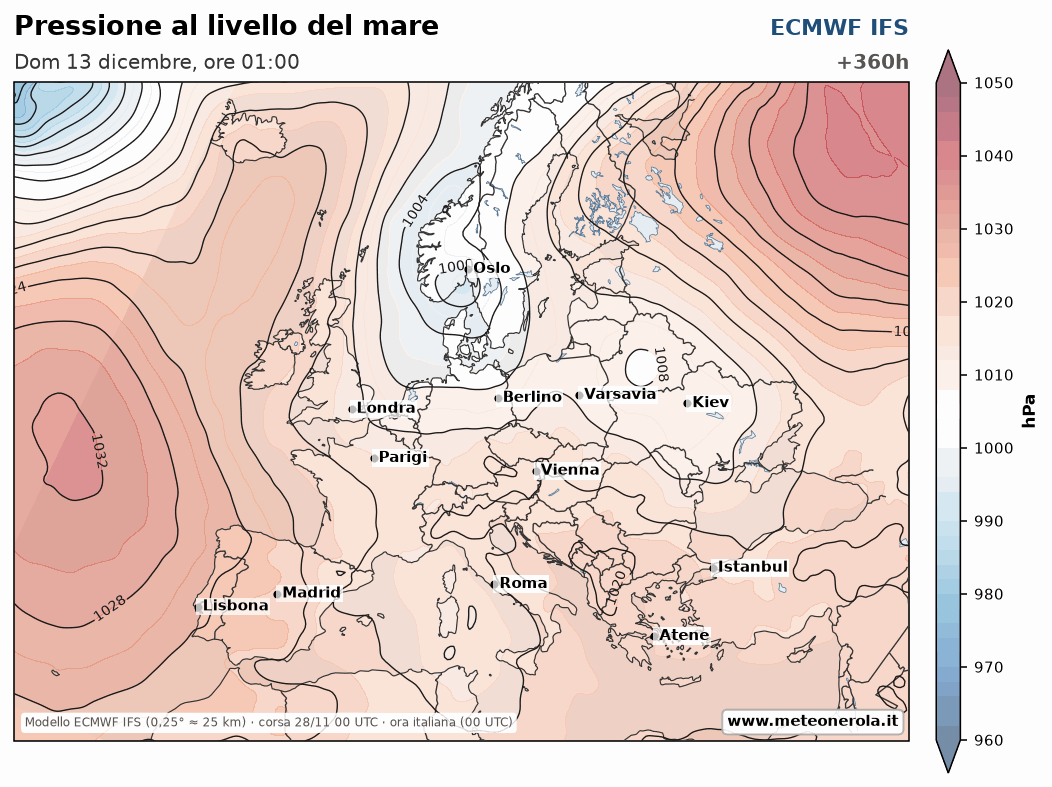 Pressione al livello del mare
ECMWF IFS
Dom 13 dicembre, ore 01:00
+360h
1050
1040
1030
1020
1010
1000
990
980
970
960
hPa
1004
Oslo
1008
Berlino
Varsavia
Kiev
Londra
1032
Parigi
Vienna
Istanbul
Roma
1020
Madrid
Lisbona
1028
Atene
Modello ECMWF IFS (0,25° ≈ 25 km) · corsa 28/11 00 UTC · ora italiana (00 UTC)
www.meteonerola.it